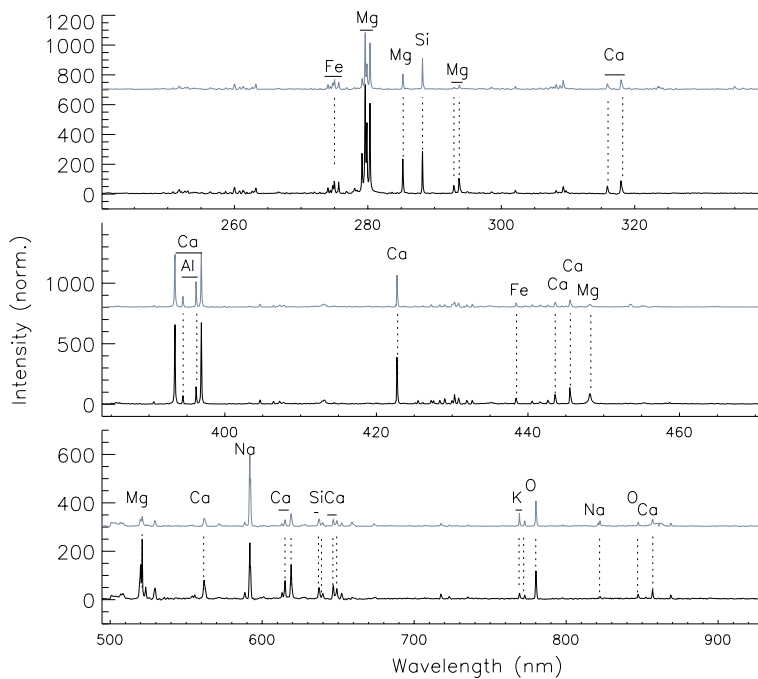 1200
1000
800
600
400
200
0
Fe
Mg
Mg
Si
Mg
Ca
260
280
300
320
1000
500
0
Ca
Al
Ca
Fe
Ca
Ca
Mg
400
420
440
460
600
400
200
0
Mg
Ca
Na
Ca
Si
Ca
K
O
Na
O
Ca
500
600
700
800
900
Wavelength (nm)
Intensity (norm.)